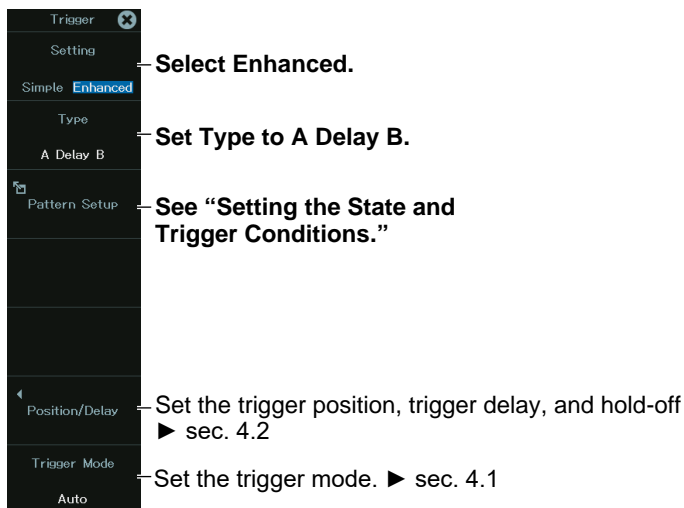 Trigger
Setting
Simple Enhanced
Select Enhanced.
Type
A Delay B
Set Type to A Delay B.
Pattern Setup
See “Setting the State and
Trigger Conditions.”
Position/Delay
Set the trigger position, trigger delay, and hold-off
► sec. 4.2
Trigger Mode
Auto
Set the trigger mode. ► sec. 4.1